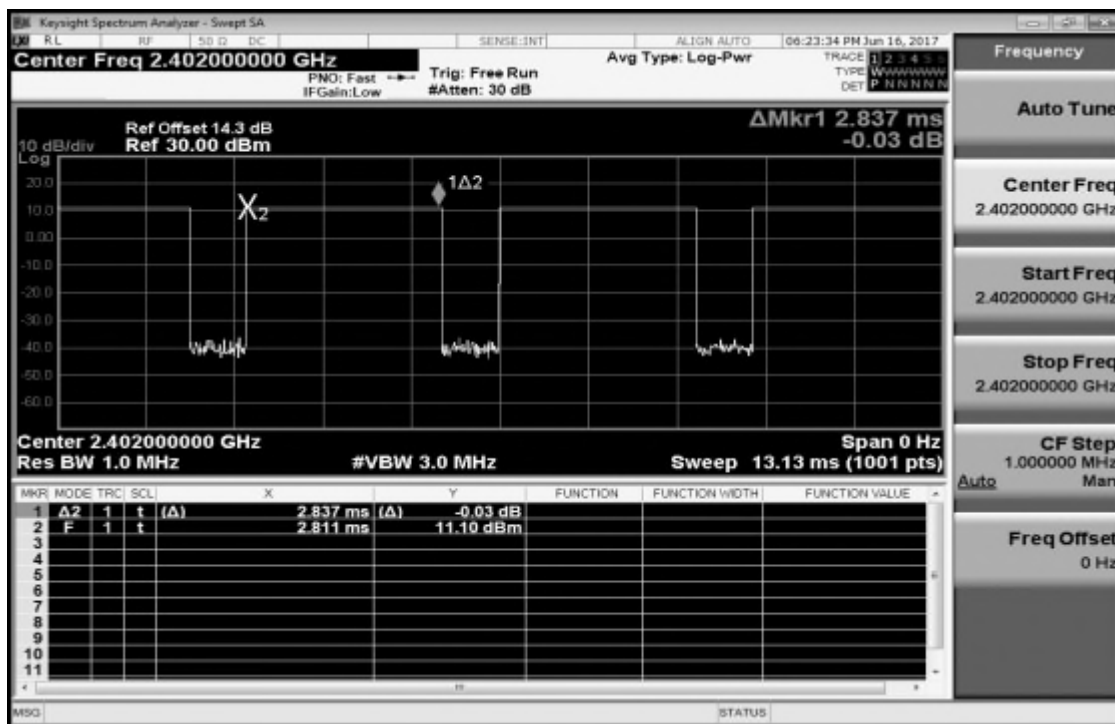 Keysight Spectrum Analyzer - Swept SA
RL RF 50 Ω DC SENSE:INT ALIGN AUTO 06:23:34 PM Jun 16, 2017
Center Freq 2.402000000 GHz
PNO: Fast
IFGain:Low
Trig: Free Run
#Atten: 30 dB
Avg Type: Log-Pwr
TRACE 1 2 3 4 5 6
TYPE WWWWWW
DET P N N N N N
Ref Offset 14.3 dB
10 dB/div Ref 30.00 dBm
Log
ΔMkr1 2.837 ms
-0.03 dB
20.0
10.0
0.00
-10.0
-20.0
-30.0
-40.0
-50.0
-60.0
X2
1Δ2
Center 2.402000000 GHz Span 0 Hz
Res BW 1.0 MHz #VBW 3.0 MHz Sweep 13.13 ms (1001 pts)
MKR MODE TRC SCL X Y FUNCTION FUNCTION WIDTH FUNCTION VALUE
1 Δ2 1 t (Δ) 2.837 ms (Δ) -0.03 dB
2 F 1 t 2.811 ms 11.10 dBm
3
4
5
6
7
8
9
10
11
MSG STATUS
Frequency
Auto Tune
Center Freq
2.402000000 GHz
Start Freq
2.402000000 GHz
Stop Freq
2.402000000 GHz
CF Step
1.000000 MHz
Auto Man
Freq Offset
0 Hz